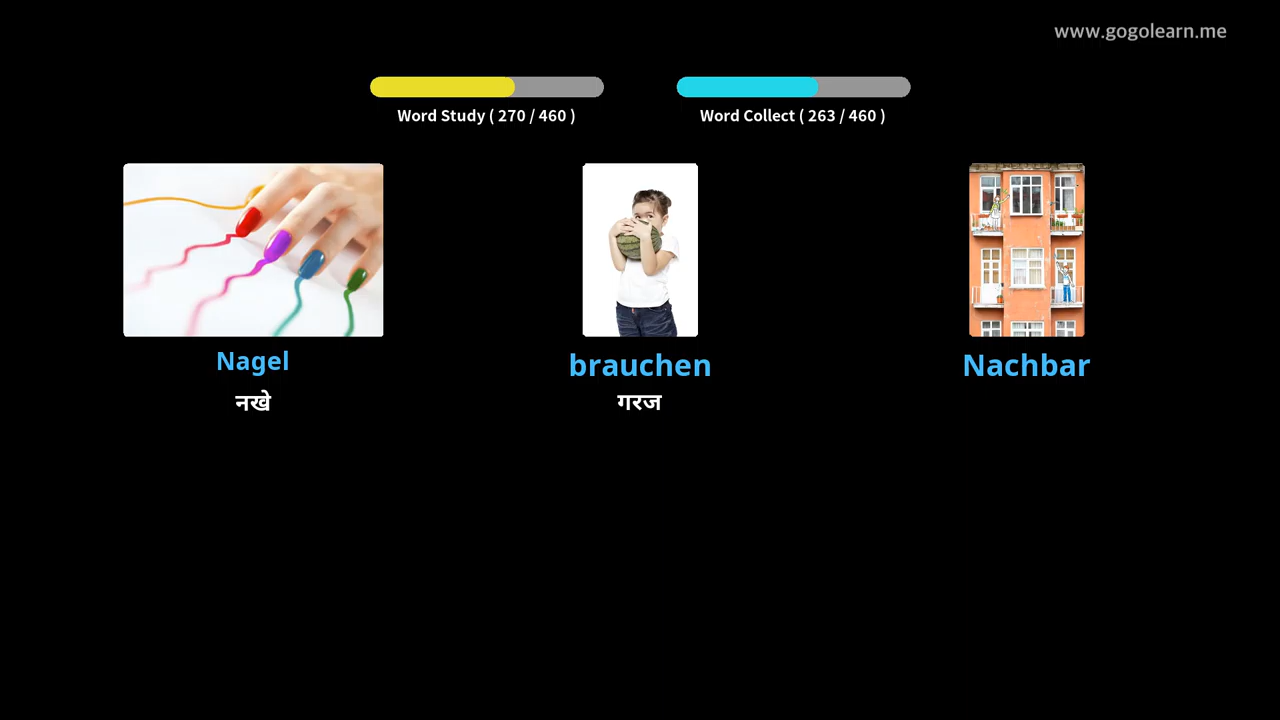 www.gogolearn.me
Word Study ( 270 / 460 )
Word Collect ( 263 / 460 )
Nagel
brauchen
Nachbar
नखे
गरज